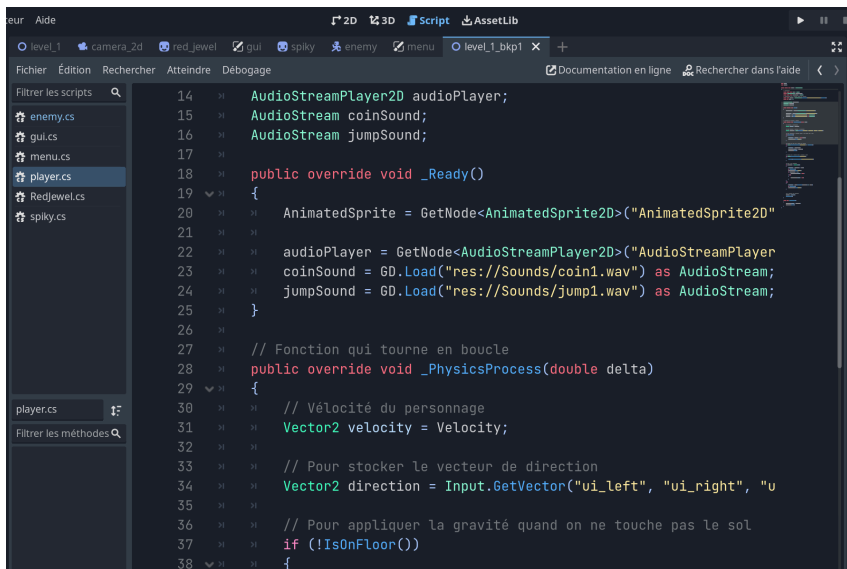 teur Aide 2D 3D Script AssetLib
level_1 camera_2d red_jewel gui spiky enemy menu level_1_bkp1
Fichier Édition Rechercher Atteindre Débogage Documentation en ligne Rechercher dans l'aide
Filtrer les scripts
enemy.cs
gui.cs
menu.cs
player.cs
RedJewel.cs
spiky.cs
player.cs
Filtrer les méthodes
14 AudioStreamPlayer2D audioPlayer;
15 AudioStream coinSound;
16 AudioStream jumpSound;
17
18 public override void _Ready()
19 {
20 AnimatedSprite = GetNode<AnimatedSprite2D>("AnimatedSprite2D"
21
22 audioPlayer = GetNode<AudioStreamPlayer2D>("AudioStreamPlayer
23 coinSound = GD.Load("res://Sounds/coin1.wav") as AudioStream;
24 jumpSound = GD.Load("res://Sounds/jump1.wav") as AudioStream;
25 }
26
27 // Fonction qui tourne en boucle
28 public override void _PhysicsProcess(double delta)
29 {
30 // Vélocité du personnage
31 Vector2 velocity = Velocity;
32
33 // Pour stocker le vecteur de direction
34 Vector2 direction = Input.GetVector("ui_left", "ui_right", "u
35
36 // Pour appliquer la gravité quand on ne touche pas le sol
37 if (!IsOnFloor())
38 {